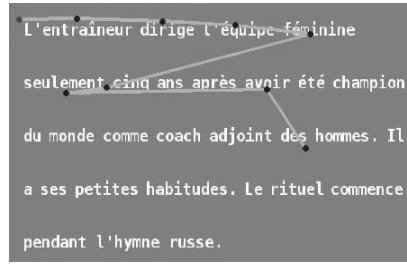 L'entraîneur dirige l'équipe féminine
seulement cinq ans après avoir été champion
du monde comme coach adjoint des hommes. Il
a ses petites habitudes. Le rituel commence
pendant l'hymne russe.